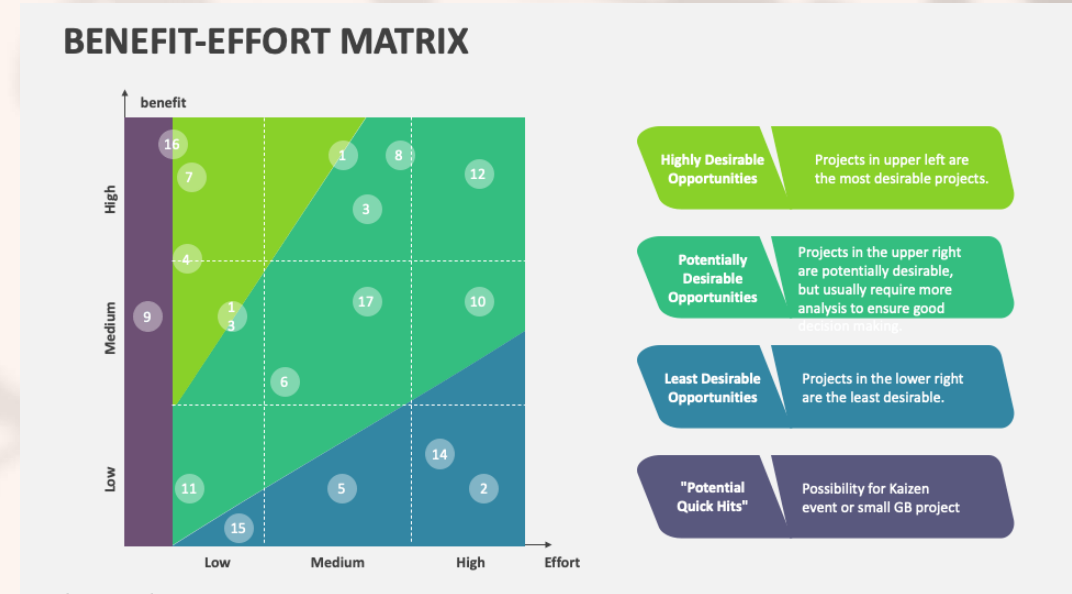 BENEFIT-EFFORT MATRIX
benefit
High
Medium
Low
16
7
1
8
12
3
4
9
1
3
17
10
6
11
14
5
2
15
Low
Medium
High
Effort
Highly Desirable
Opportunities
Projects in upper left are
the most desirable projects.
Potentially
Desirable
Opportunities
Projects in the upper right
are potentially desirable,
but usually require more
analysis to ensure good
decision making.
Least Desirable
Opportunities
Projects in the lower right
are the least desirable.
"Potential
Quick Hits"
Possibility for Kaizen
event or small GB project